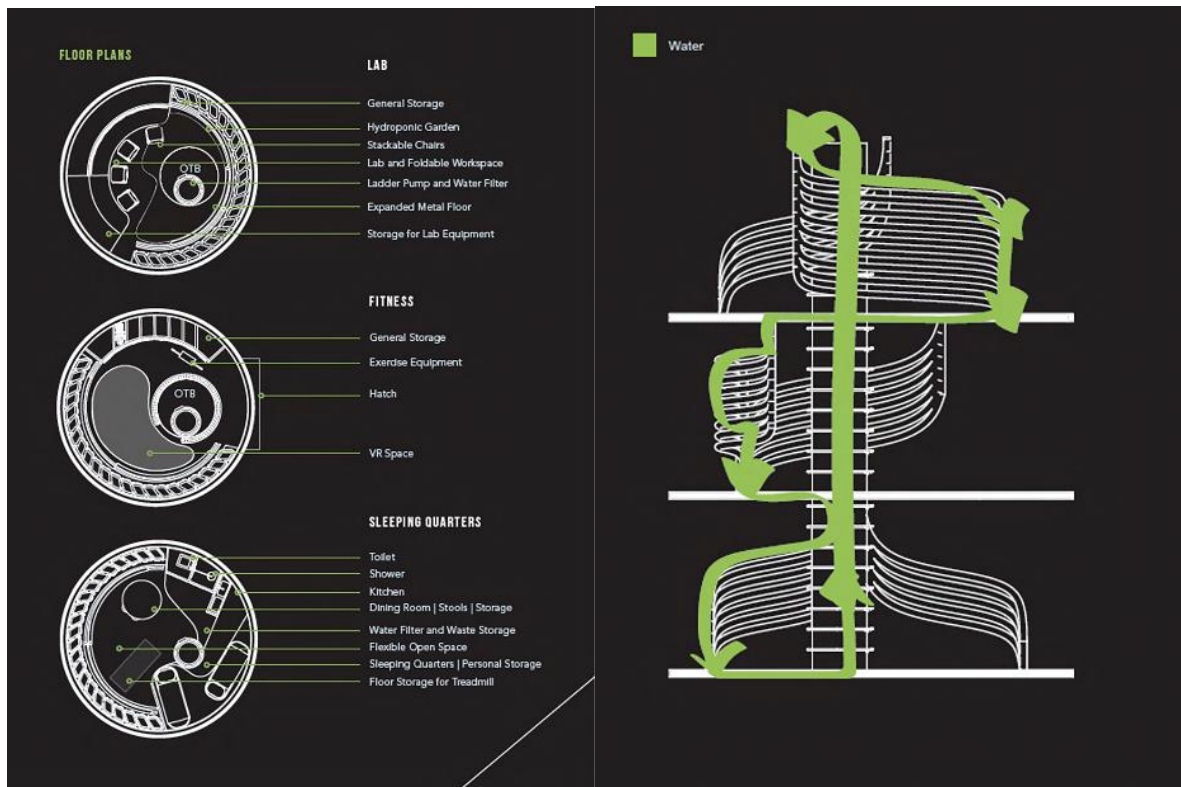 FLOOR PLANS
LAB
General Storage
Hydroponic Garden
Stackable Chairs
Lab and Foldable Workspace
Ladder Pump and Water Filter
Expanded Metal Floor
Storage for Lab Equipment
OTB
FITNESS
General Storage
Exercise Equipment
Hatch
VR Space
OTB
SLEEPING QUARTERS
Toilet
Shower
Kitchen
Dining Room | Stools | Storage
Water Filter and Waste Storage
Flexible Open Space
Sleeping Quarters | Personal Storage
Floor Storage for Treadmill
Water